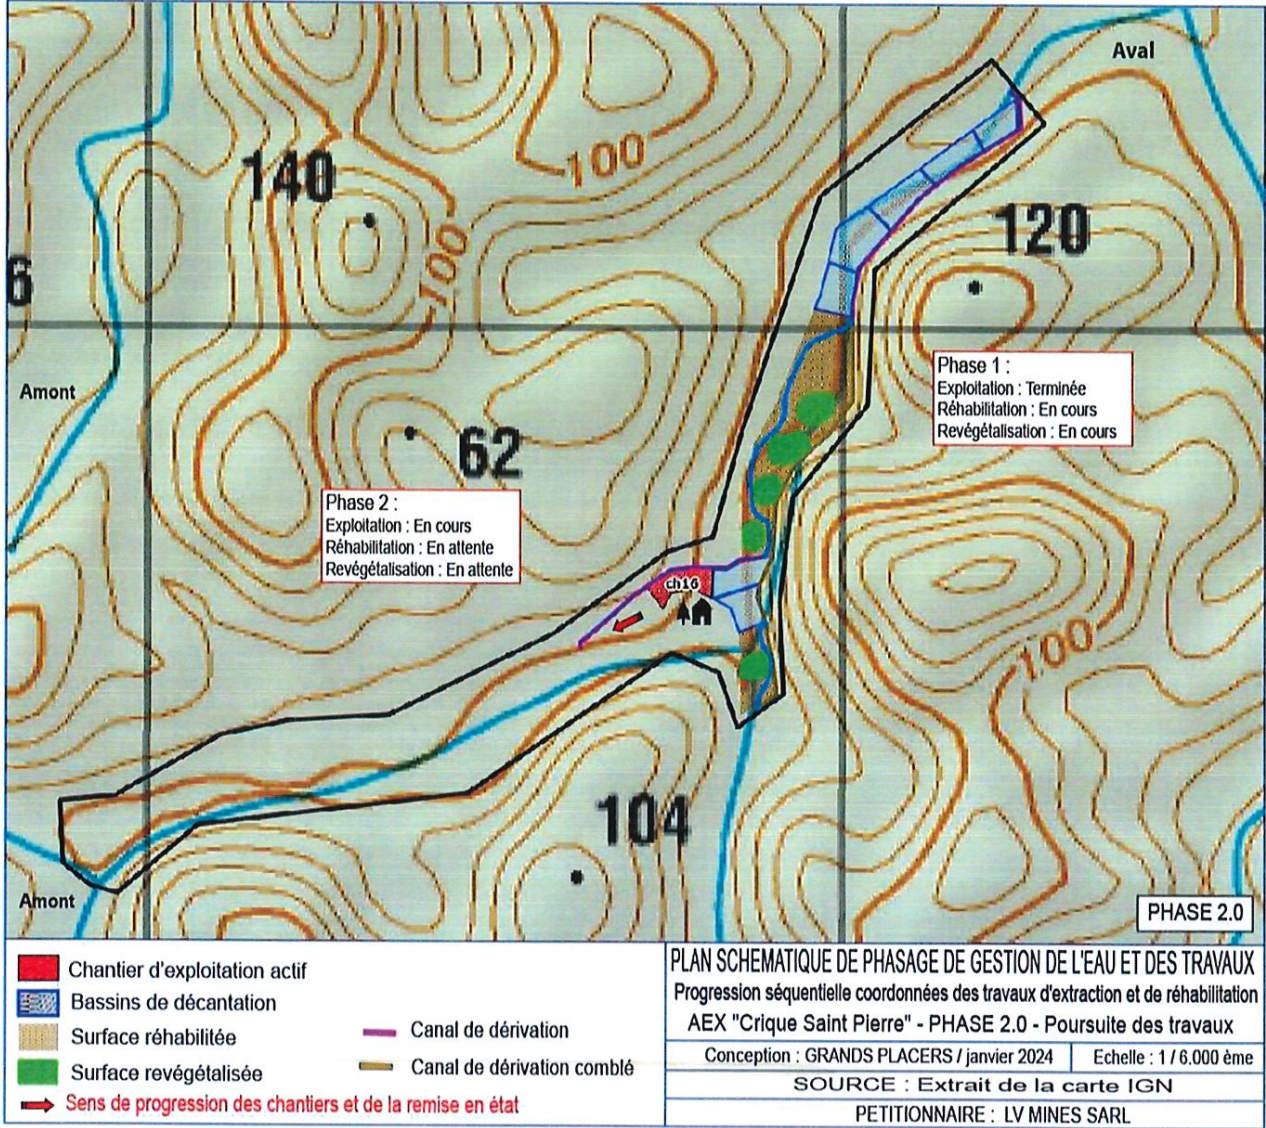 Aval
140
100
120
100
6
Phase 1 :
Exploitation : Terminée
Réhabilitation : En cours
Revégétalisation : En cours
Amont
62
Phase 2 :
Exploitation : En cours
Réhabilitation : En attente
Revégétalisation : En attente
ch16
100
104
Amont
PHASE 2.0
Chantier d'exploitation actif
Bassins de décantation
Surface réhabilitée
Surface revégétalisée
Canal de dérivation
Canal de dérivation comblé
Sens de progression des chantiers et de la remise en état
PLAN SCHEMATIQUE DE PHASAGE DE GESTION DE L'EAU ET DES TRAVAUX
Progression séquentielle coordonnées des travaux d'extraction et de réhabilitation
AEX "Crique Saint Pierre" - PHASE 2.0 - Poursuite des travaux
Conception : GRANDS PLACERS / janvier 2024
Echelle : 1 / 6.000 ème
SOURCE : Extrait de la carte IGN
PETITIONNAIRE : LV MINES SARL